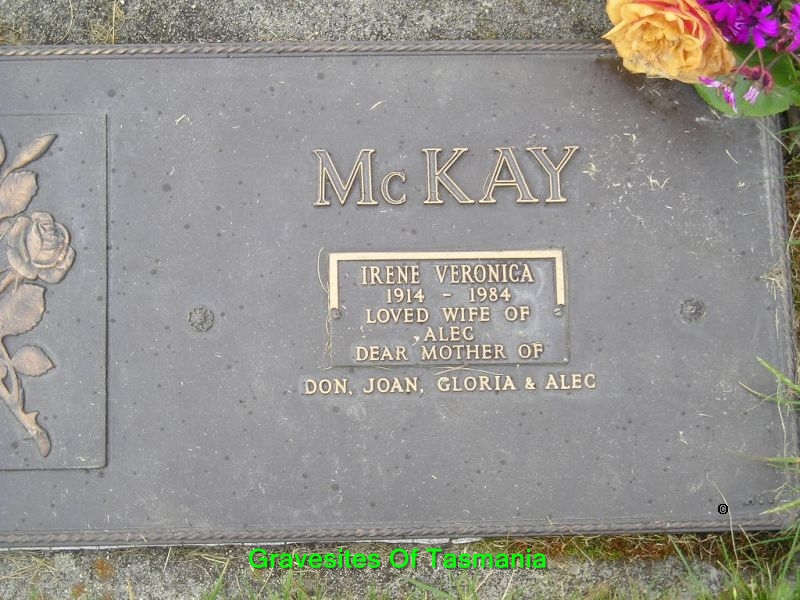 McKAY
IRENE VERONICA
1914 - 1984
LOVED WIFE OF
ALEC
DEAR MOTHER OF
DON, JOAN, GLORIA & ALEC
©
Gravesites Of Tasmania